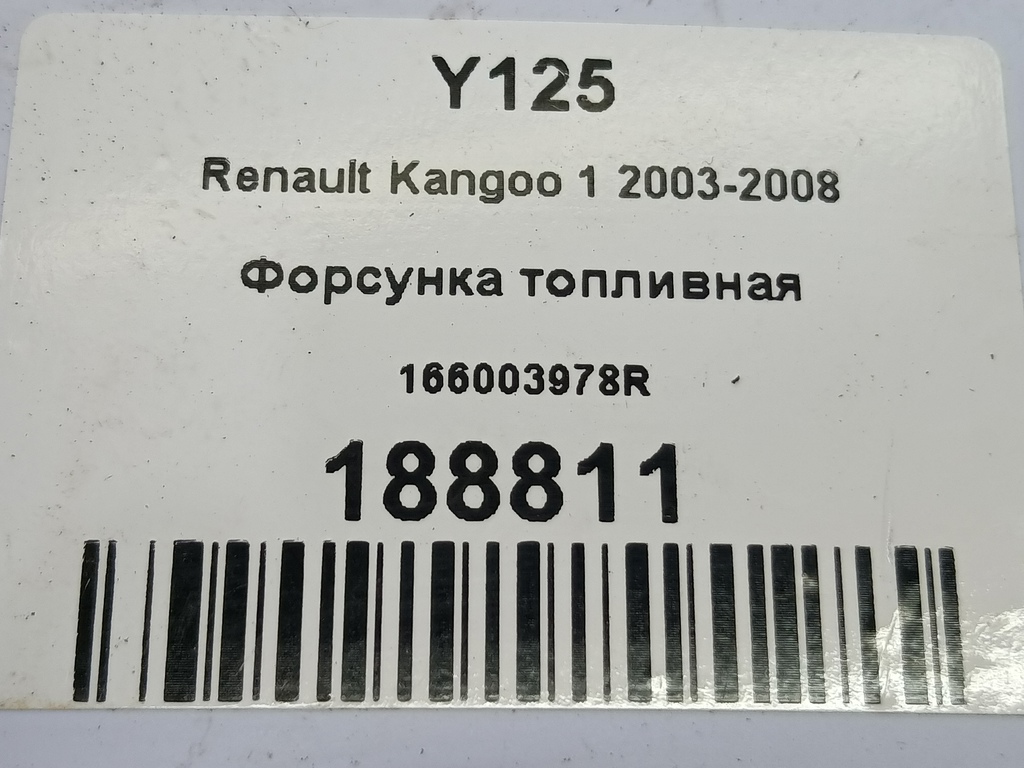 Y125
Renault Kangoo 1 2003-2008
Форсунка топливная
166003978R
188811